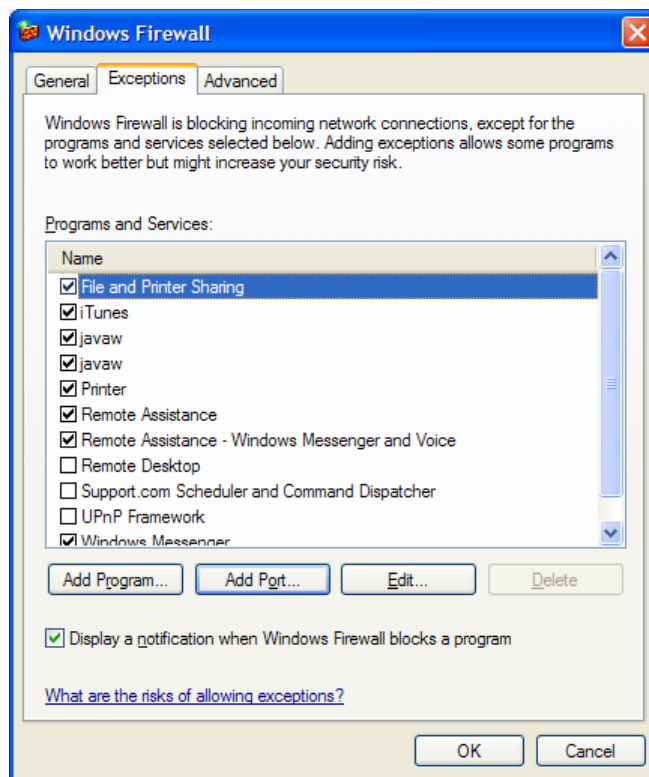 Windows Firewall
General Exceptions Advanced
Windows Firewall is blocking incoming network connections, except for the
programs and services selected below. Adding exceptions allows some programs
to work better but might increase your security risk.
Programs and Services:
Name
File and Printer Sharing
iTunes
javaw
javaw
Printer
Remote Assistance
Remote Assistance - Windows Messenger and Voice
Remote Desktop
Support.com Scheduler and Command Dispatcher
UPnP Framework
Windows Messenger
Add Program... Add Port... Edit... Delete
Display a notification when Windows Firewall blocks a program
What are the risks of allowing exceptions?
OK Cancel